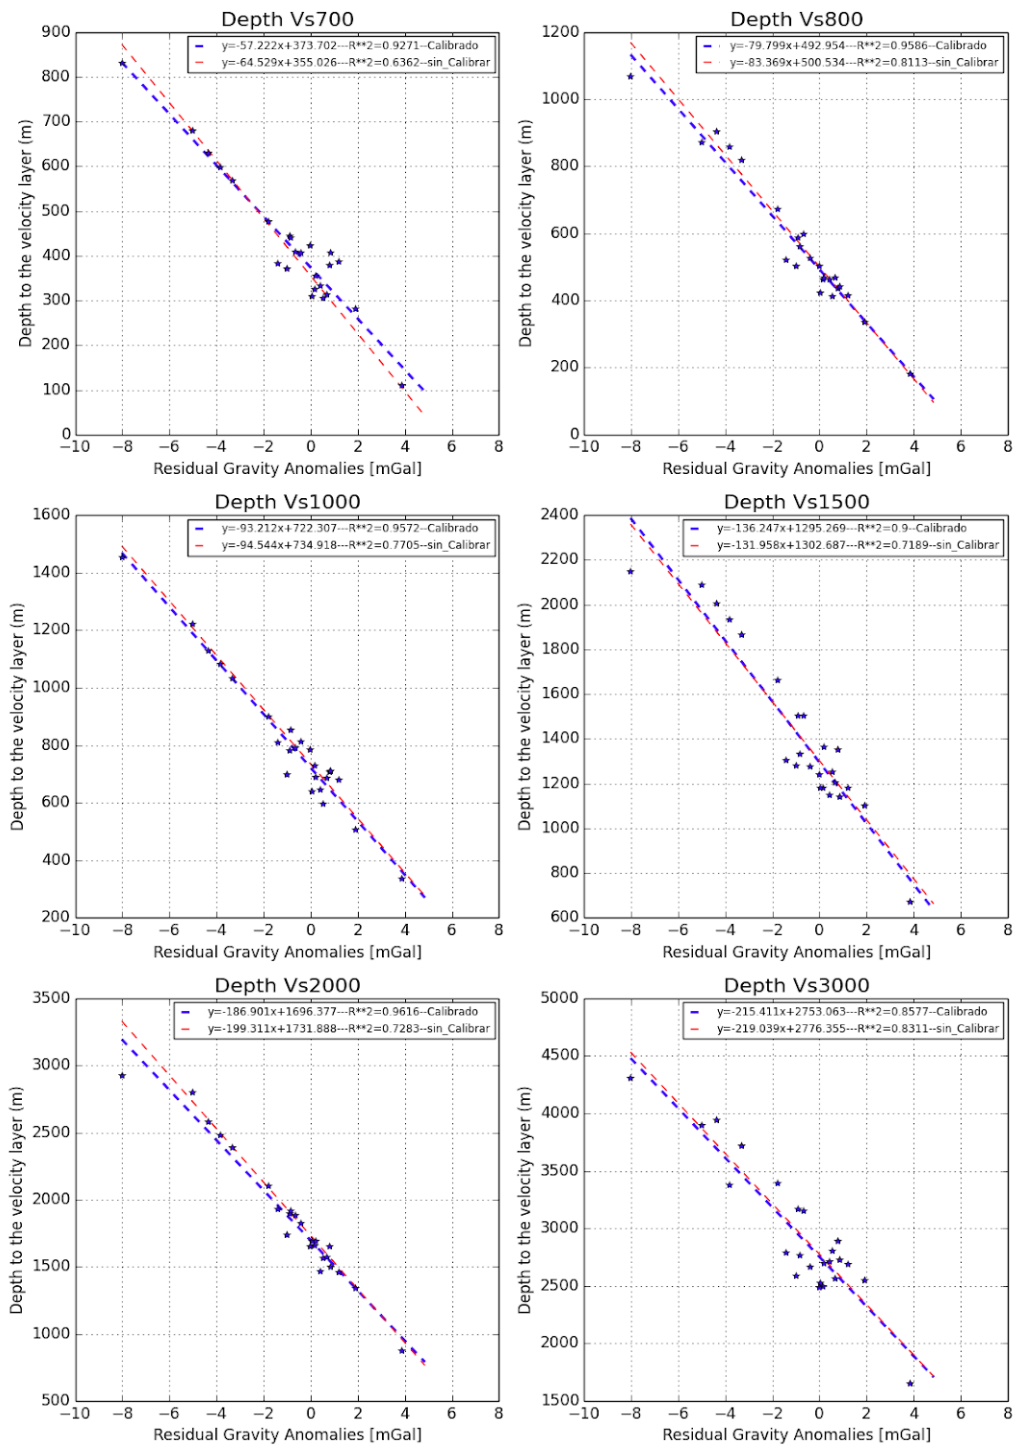 Depth Vs700
y=-57.222x+373.702---R**2=0.9271--Calibrado
y=-64.529x+355.026---R**2=0.6362--sin_Calibrar
900
800
700
600
500
400
300
200
100
0
Depth to the velocity layer (m)
−10 −8 −6 −4 −2 0 2 4 6 8
Residual Gravity Anomalies [mGal]
Depth Vs800
y=-79.799x+492.954---R**2=0.9586--Calibrado
y=-83.369x+500.534---R**2=0.8113--sin_Calibrar
1200
1000
800
600
400
200
0
Depth to the velocity layer (m)
−10 −8 −6 −4 −2 0 2 4 6 8
Residual Gravity Anomalies [mGal]
Depth Vs1000
y=-93.212x+722.307---R**2=0.9572--Calibrado
y=-94.544x+734.918---R**2=0.7705--sin_Calibrar
1600
1400
1200
1000
800
600
400
200
Depth to the velocity layer (m)
−10 −8 −6 −4 −2 0 2 4 6 8
Residual Gravity Anomalies [mGal]
Depth Vs1500
y=-136.247x+1295.269---R**2=0.9--Calibrado
y=-131.958x+1302.687---R**2=0.7189--sin_Calibrar
2400
2200
2000
1800
1600
1400
1200
1000
800
600
Depth to the velocity layer (m)
−10 −8 −6 −4 −2 0 2 4 6 8
Residual Gravity Anomalies [mGal]
Depth Vs2000
y=-186.901x+1696.377---R**2=0.9616--Calibrado
y=-199.311x+1731.888---R**2=0.7283--sin_Calibrar
3500
3000
2500
2000
1500
1000
500
Depth to the velocity layer (m)
−10 −8 −6 −4 −2 0 2 4 6 8
Residual Gravity Anomalies [mGal]
Depth Vs3000
y=-215.411x+2753.063---R**2=0.8577--Calibrado
y=-219.039x+2776.355---R**2=0.8311--sin_Calibrar
5000
4500
4000
3500
3000
2500
2000
1500
Depth to the velocity layer (m)
−10 −8 −6 −4 −2 0 2 4 6 8
Residual Gravity Anomalies [mGal]